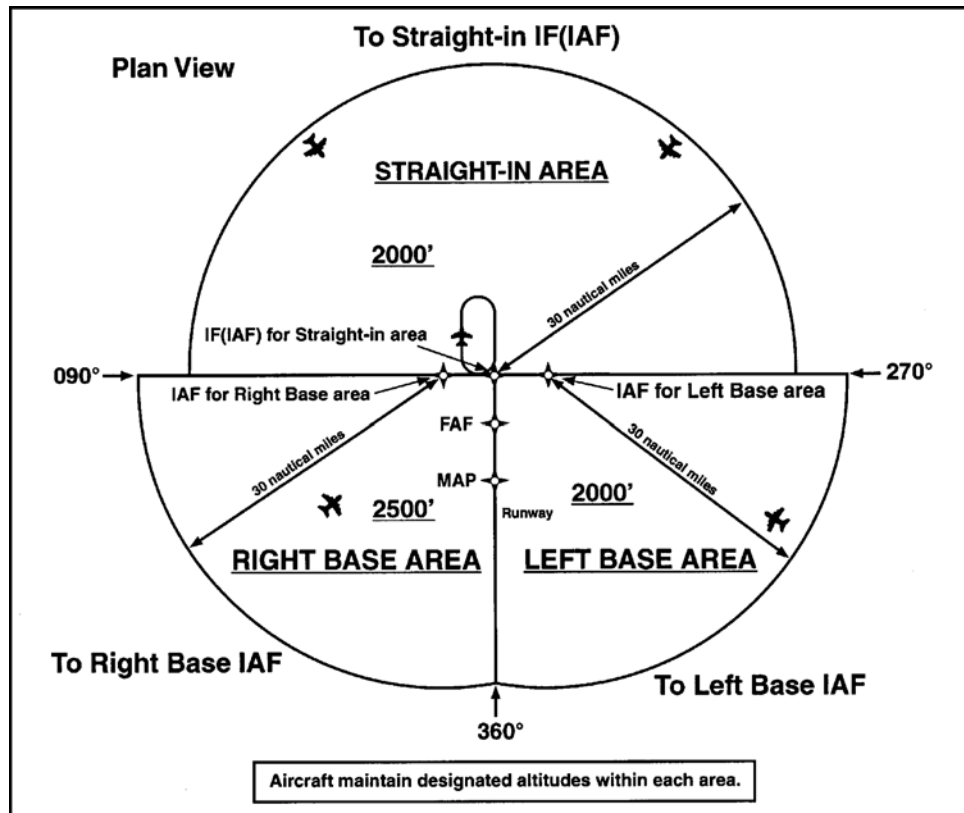 To Straight-in IF(IAF)
Plan View
STRAIGHT-IN AREA
2000’
30 nautical miles
IF(IAF) for Straight-in area
090°
270°
IAF for Right Base area
IAF for Left Base area
FAF
30 nautical miles
30 nautical miles
MAP
2500’
2000’
Runway
RIGHT BASE AREA
LEFT BASE AREA
To Right Base IAF
To Left Base IAF
360°
Aircraft maintain designated altitudes within each area.